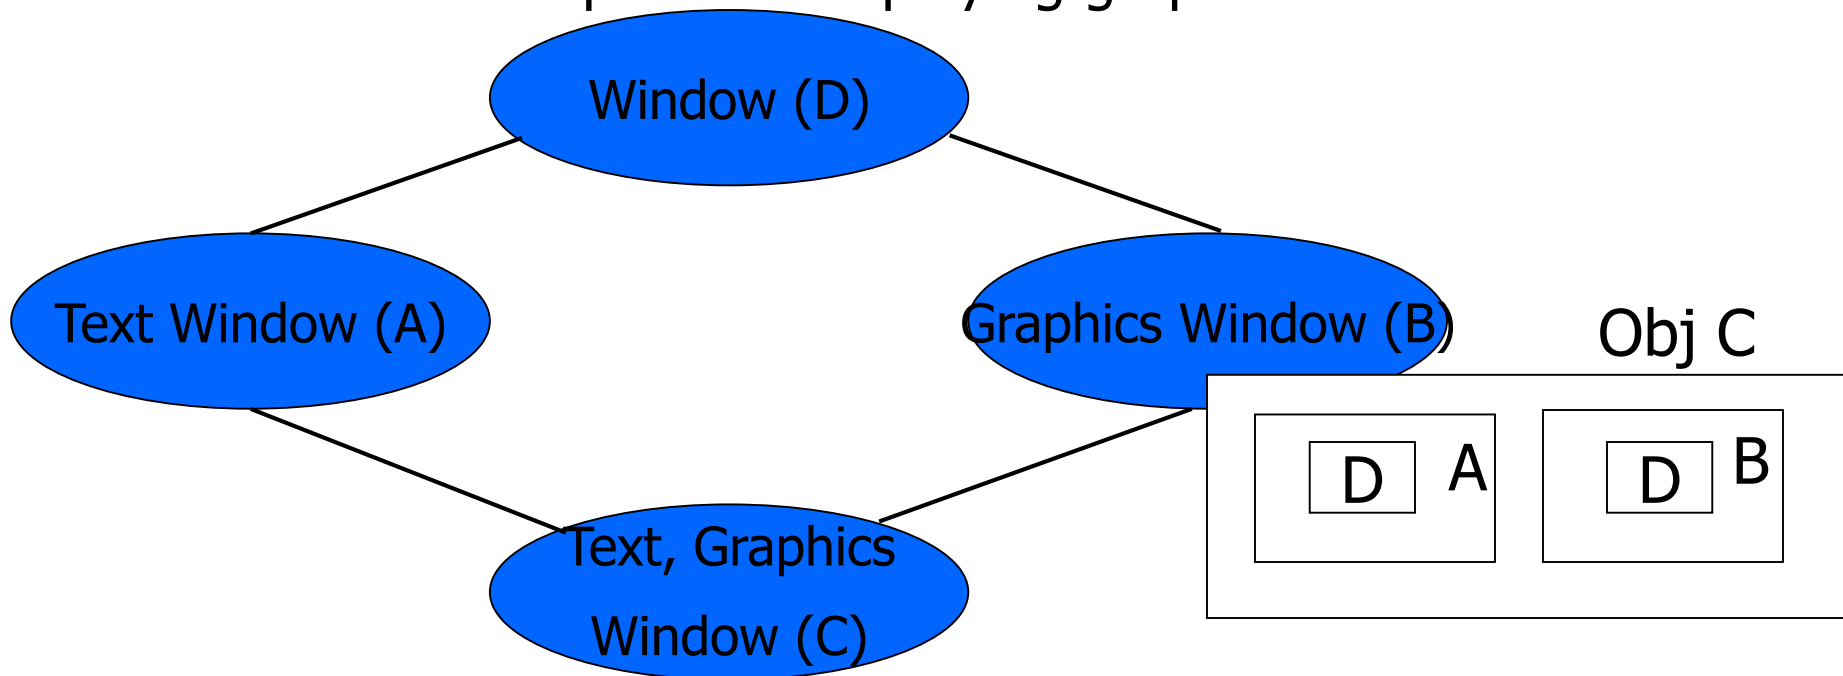 Window (D)
Text Window (A)
Graphics Window (B)
Obj C
D
A
D
B
Text, Graphics
Window (C)